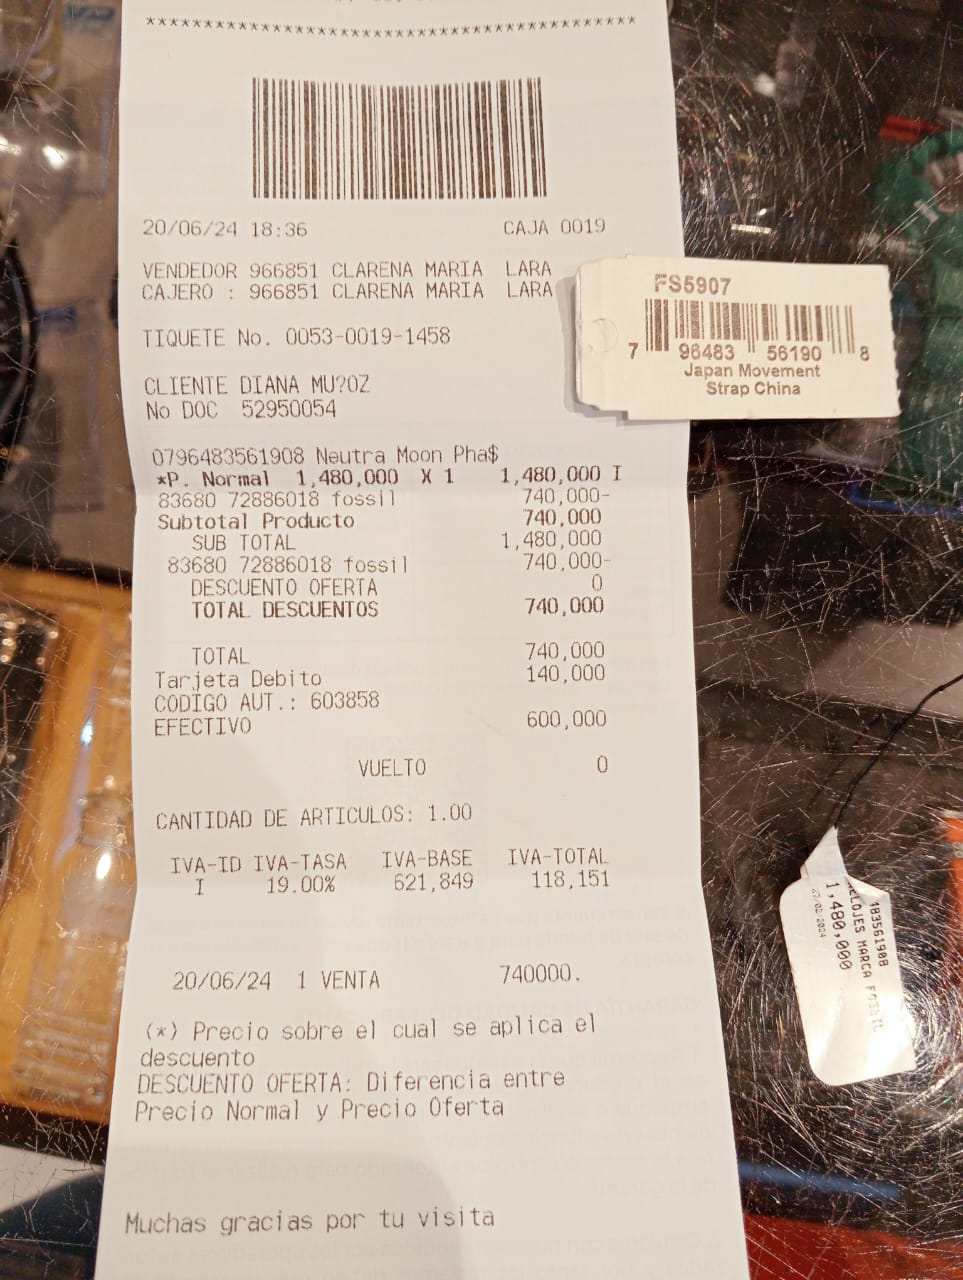 ************************************
20/06/24 18:36 CAJA 0019
VENDEDOR 966851 CLARENA MARIA LARA
CAJERO : 966851 CLARENA MARIA LARA
TIQUETE No. 0053-0019-1458
CLIENTE DIANA MU?OZ
No DOC 52950054
0796483561908 Neutra Moon Pha$
*P. Normal 1,480,000 X 1 1,480,000 I
83680 72886018 fossil 740,000-
Subtotal Producto 740,000
SUB TOTAL 1,480,000
83680 72886018 fossil 740,000-
DESCUENTO OFERTA 0
TOTAL DESCUENTOS 740,000
TOTAL 740,000
Tarjeta Debito 140,000
CODIGO AUT.: 603858
EFECTIVO 600,000
VUELTO 0
CANTIDAD DE ARTICULOS: 1.00
IVA-ID IVA-TASA IVA-BASE IVA-TOTAL
I 19.00% 621,849 118,151
20/06/24 1 VENTA 740000.
(*) Precio sobre el cual se aplica el
descuento
DESCUENTO OFERTA: Diferencia entre
Precio Normal y Precio Oferta
Muchas gracias por tu visita
FS5907
7 96483 56190 8
Japan Movement
Strap China
183561908
RELOJES MARCA FOSSIL
1,480,000